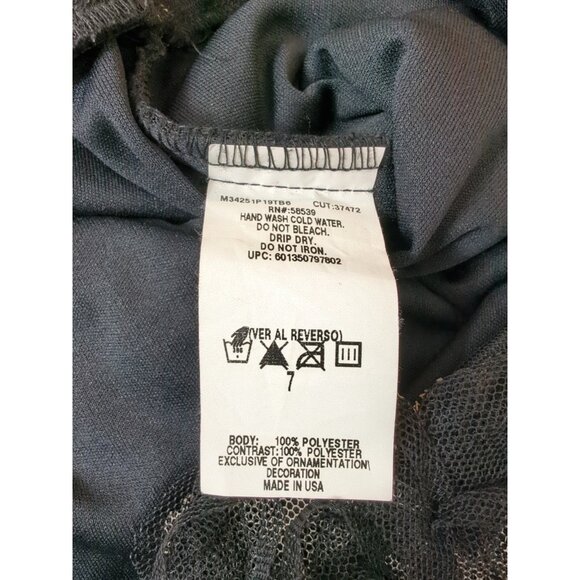 M34251P19TB6 CUT:37472
RN#:58539
HAND WASH COLD WATER.
DO NOT BLEACH.
DRIP DRY.
DO NOT IRON.
UPC: 601350797802
(VER AL REVERSO)
7
BODY: 100% POLYESTER
CONTRAST:100% POLYESTER
EXCLUSIVE OF ORNAMENTATION\
DECORATION
MADE IN USA